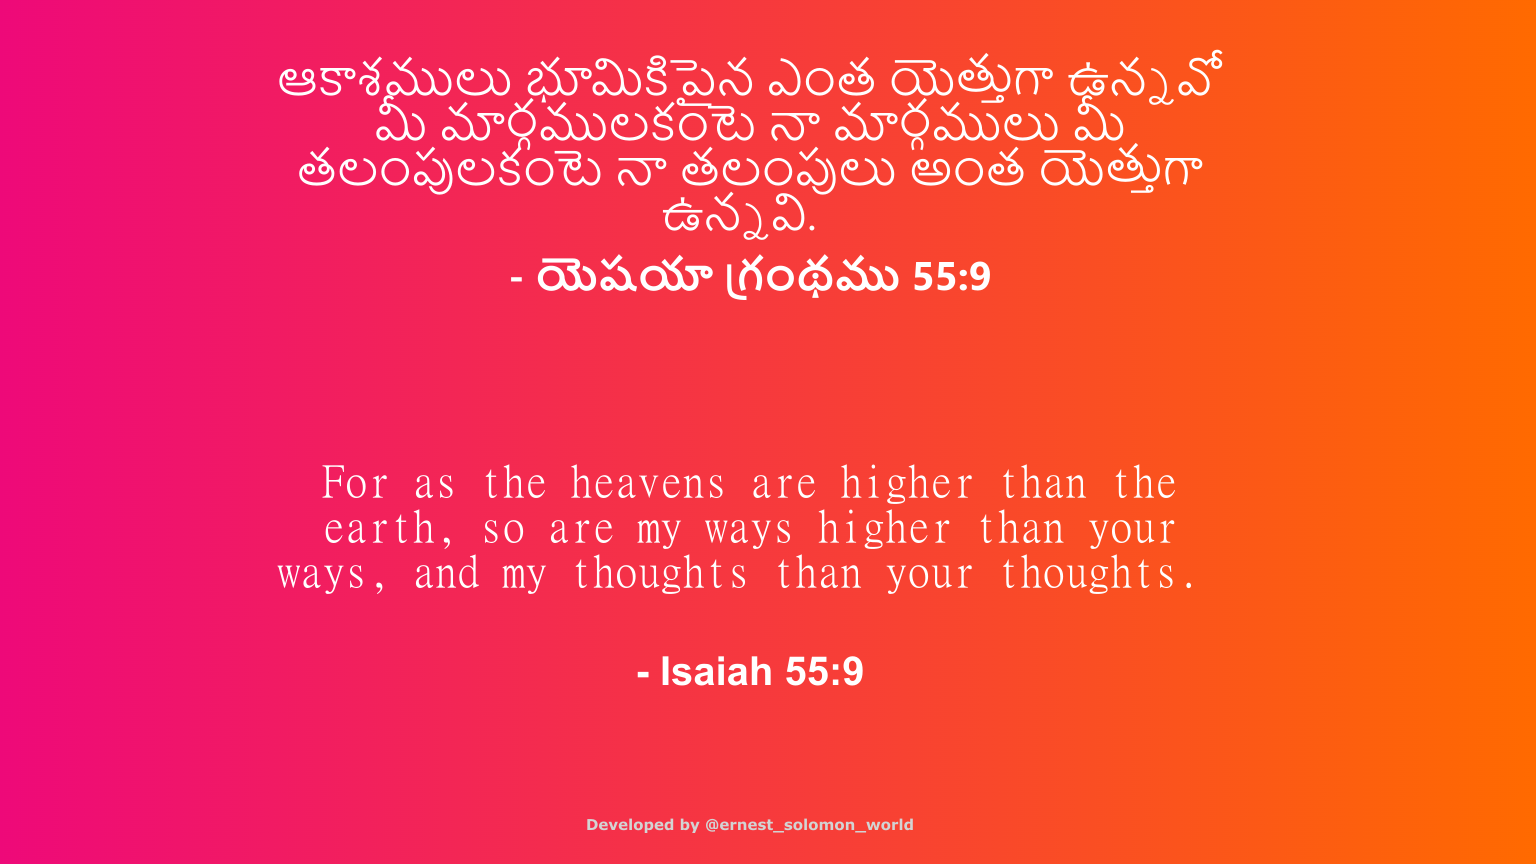 ఆకాశములు భూమికిపైన ఎంత యెత్తుగా ఉన్నవో
మీ మార్గములకంటె నా మార్గములు మీ
తలంపులకంటె నా తలంపులు అంత యెత్తుగా
ఉన్నవి.
- యెషయా గ్రంథము 55:9
For as the heavens are higher than the
earth, so are my ways higher than your
ways, and my thoughts than your thoughts.
- Isaiah 55:9
Developed by @ernest_solomon_world